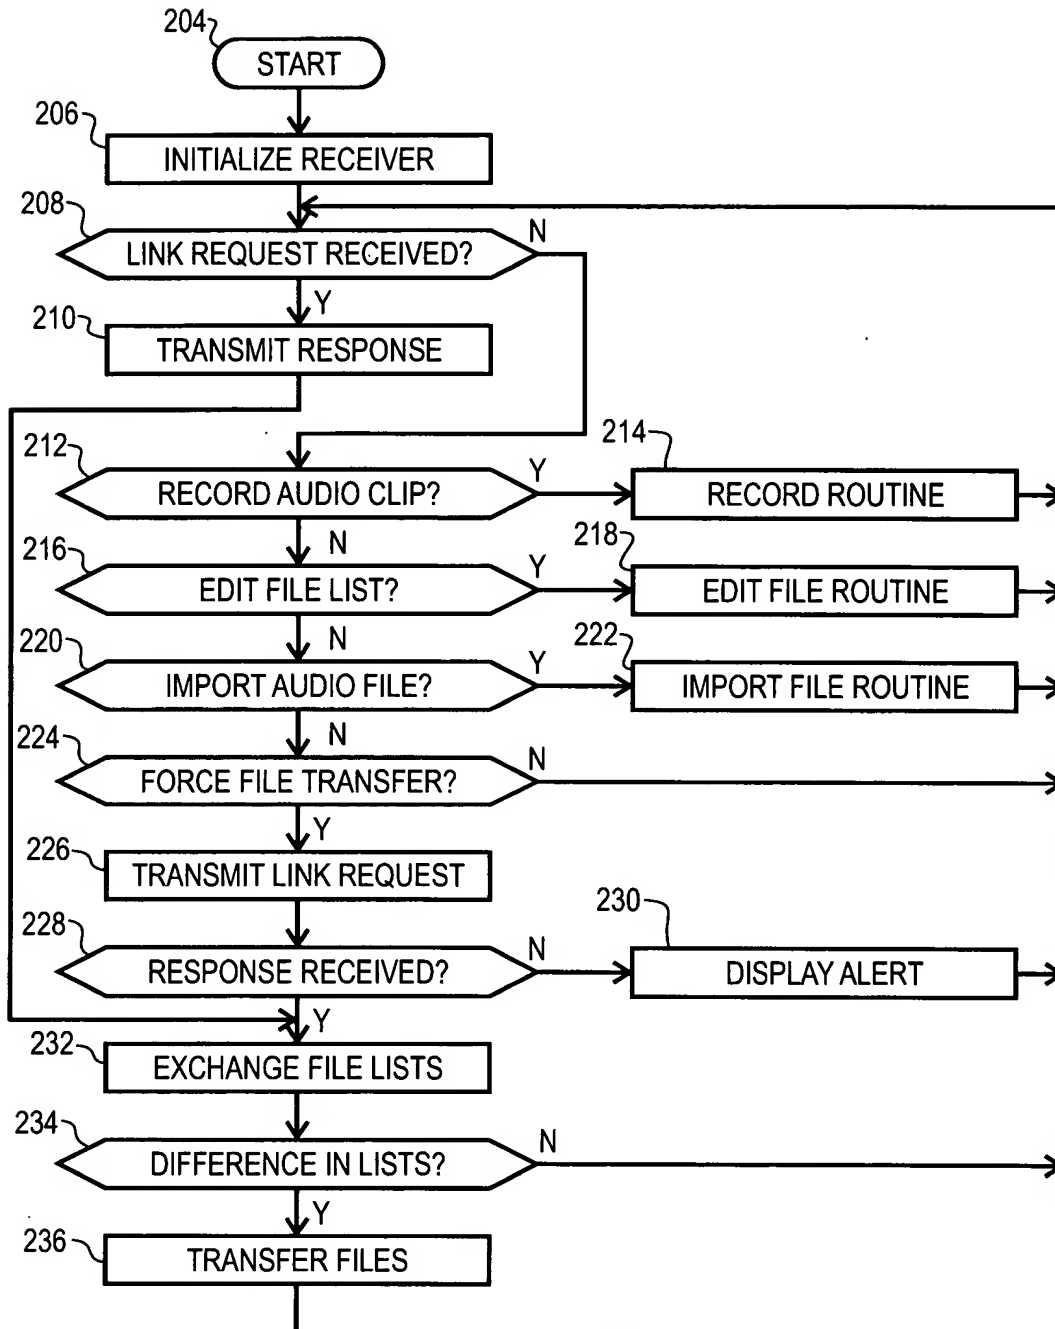 204
START
206
INITIALIZE RECEIVER
208
LINK REQUEST RECEIVED?
N
Y
210
TRANSMIT RESPONSE
212
RECORD AUDIO CLIP?
Y
214
RECORD ROUTINE
N
216
EDIT FILE LIST?
Y
218
EDIT FILE ROUTINE
N
220
IMPORT AUDIO FILE?
Y
222
IMPORT FILE ROUTINE
N
224
FORCE FILE TRANSFER?
N
Y
226
TRANSMIT LINK REQUEST
228
RESPONSE RECEIVED?
N
230
DISPLAY ALERT
Y
232
EXCHANGE FILE LISTS
234
DIFFERENCE IN LISTS?
N
Y
236
TRANSFER FILES